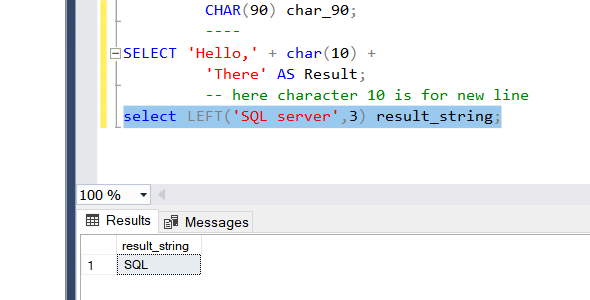 CHAR(90) char_90;
----
SELECT 'Hello,' + char(10) +
'There' AS Result;
-- here character 10 is for new line
select LEFT('SQL server',3) result_string;
100 %
Results Messages
result_string
1 SQL